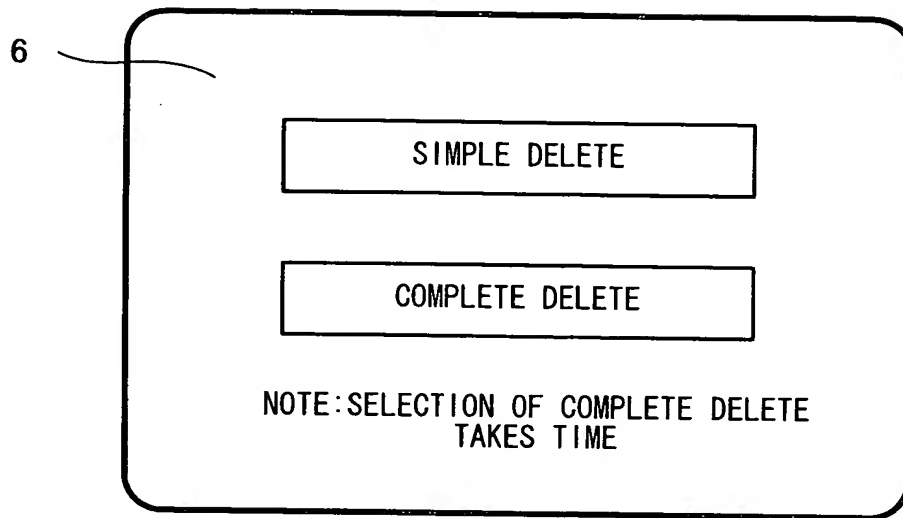 6
SIMPLE DELETE
COMPLETE DELETE
NOTE:SELECTION OF COMPLETE DELETE
TAKES TIME